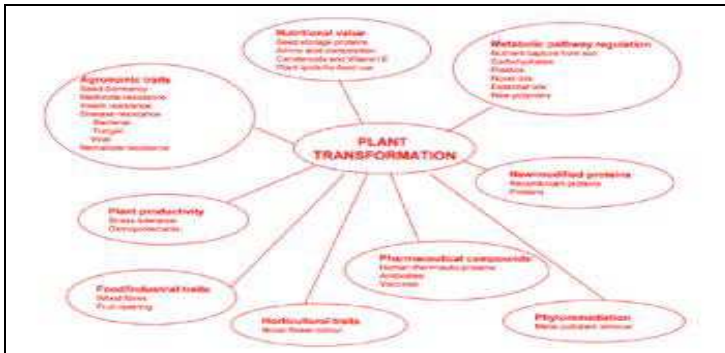 Nutritional value
Seed storage proteins
Amino acid composition
Carotenoids and Vitamin E
Plant quality for food use
Metabolic pathway regulation
Nutrient capture from soil
Carbohydrates
Plastics
Novel oils
Essential oils
New polymers
Agronomic traits
Seed dormancy
Herbicide resistance
Insect resistance
Disease resistance
Bacterial
Fungal
Viral
Nematode resistance
PLANT
TRANSFORMATION
New/modified proteins
Recombinant proteins
Proteins
Plant productivity
Stress tolerance
Osmoprotectants
Pharmaceutical compounds
Human proteins
Antibodies
Vaccines
Food/Industrial traits
Wood fibres
Fruit ripening
Horticultural traits
Novel flower colour
Phytoremediation
Metal pollutant removal